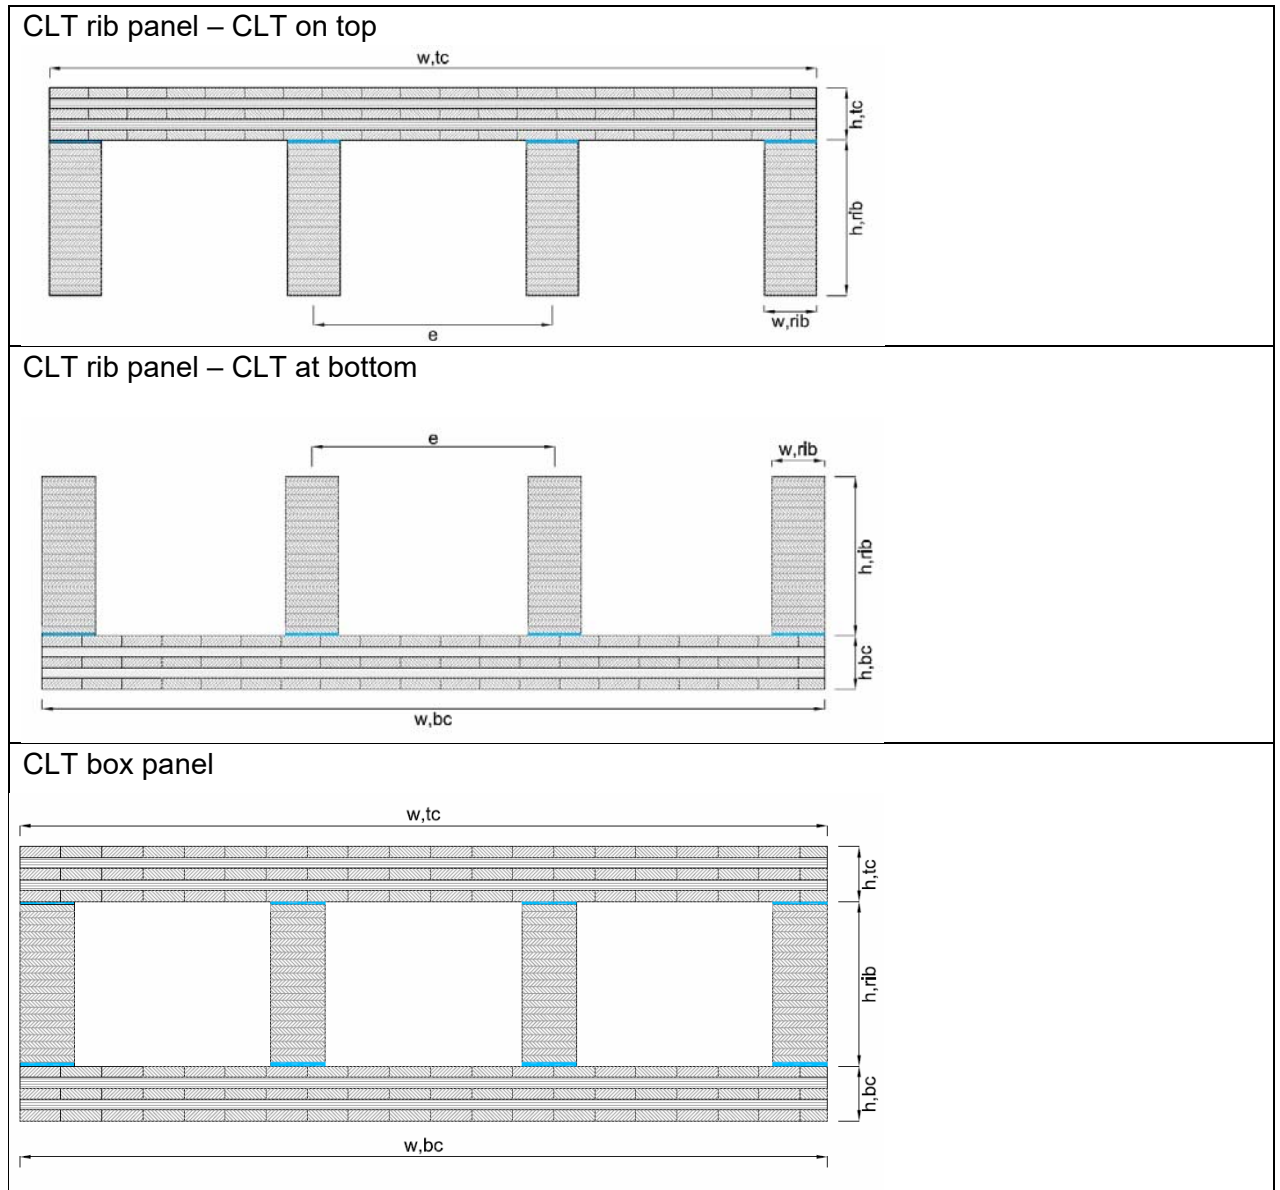 CLT rib panel – CLT on top
w,tc
h,tc
h,rib
w,rib
e
CLT rib panel – CLT at bottom
e
w,rib
h,rib
h,bc
w,bc
CLT box panel
w,tc
h,tc
h,rib
h,bc
w,bc